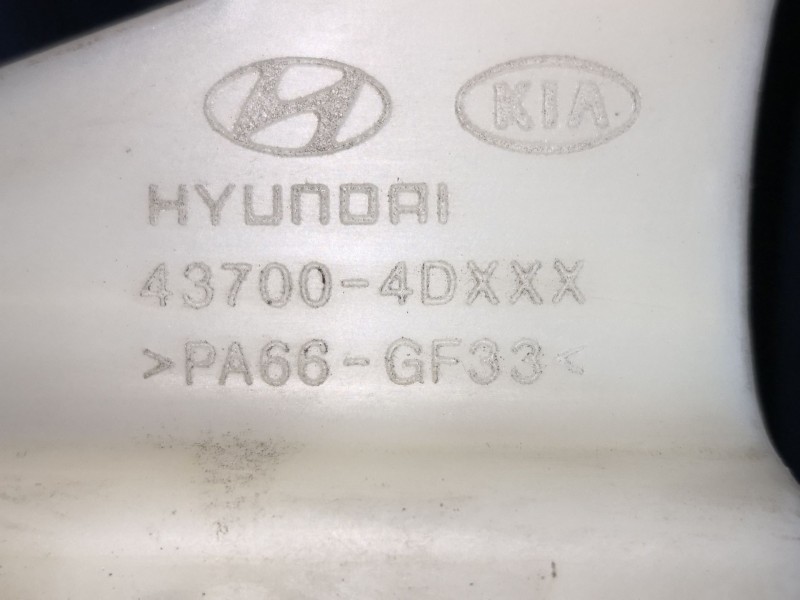 KIA
HYUNDAI
43700-4DXXX
>PA66-GF33<